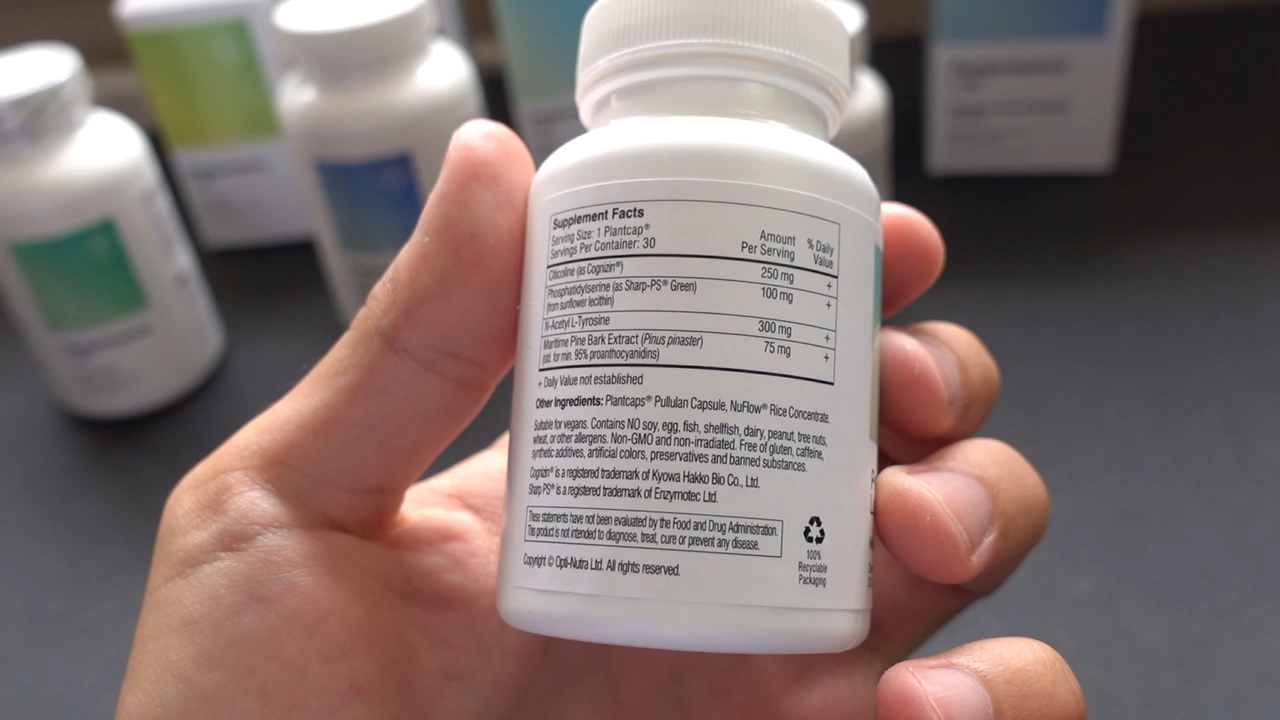 Supplement Facts
Serving Size: 1 Plantcap®
Servings Per Container: 30
Amount Per Serving
% Daily Value
Citicoline (as Cognizin®) 250 mg +
Phosphatidylserine (as Sharp-PS® Green) 100 mg +
(from sunflower lecithin)
N-Acetyl L-Tyrosine 300 mg +
Maritime Pine Bark Extract (Pinus pinaster) 75 mg +
(std. for min. 95% proanthocyanidins)
+ Daily Value not established
Other Ingredients: Plantcaps® Pullulan Capsule, NuFlow® Rice Concentrate.
Suitable for vegans. Contains NO soy, egg, fish, shellfish, dairy, peanut, tree nuts,
wheat, or other allergens. Non-GMO and non-irradiated. Free of gluten, caffeine,
synthetic additives, artificial colors, preservatives and banned substances.
Cognizin® is a registered trademark of Kyowa Hakko Bio Co., Ltd.
Sharp PS® is a registered trademark of Enzymotec Ltd.
These statements have not been evaluated by the Food and Drug Administration.
This product is not intended to diagnose, treat, cure or prevent any disease.
100%
Recyclable
Packaging
Copyright © Opti-Nutra Ltd. All rights reserved.